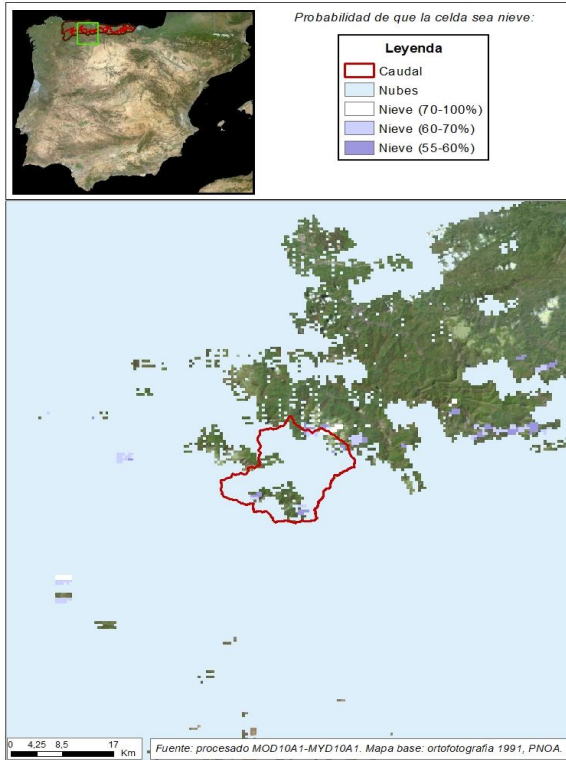 Probabilidad de que la celda sea nieve:
Leyenda
Caudal
Nubes
Nieve (70-100%)
Nieve (60-70%)
Nieve (55-60%)
0 4,25 8,5 17
Km
Fuente: procesado MOD10A1-MYD10A1. Mapa base: ortofotografia 1991, PNOA.